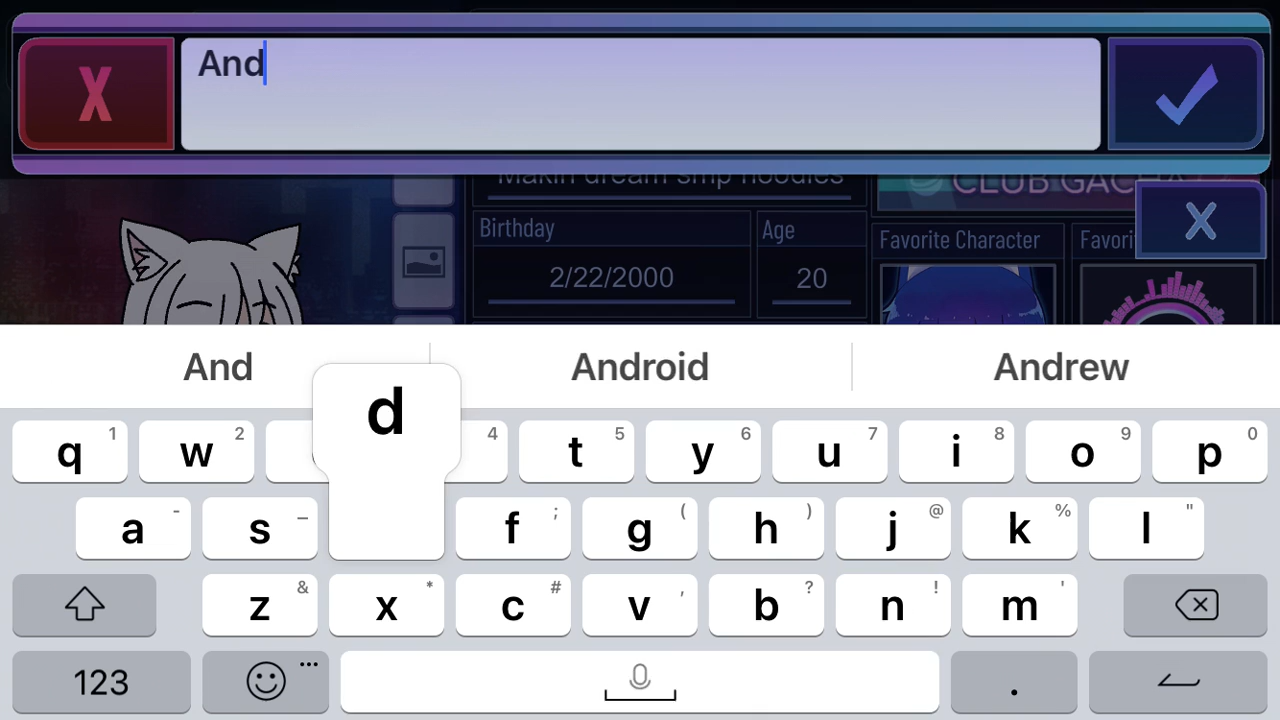 X
And
Makin dream smp noodles
CLUB GACHA
X
Birthday
Age
Favorite Character
2/22/2000
20
And
Android
Andrew
d
q 1 w 2 4 t 5 y 6 u 7 i 8 o 9 p 0
a - s _ f ; g ( h ) j @ k % l "
z & x * c # v , b ? n ! m '
123 .